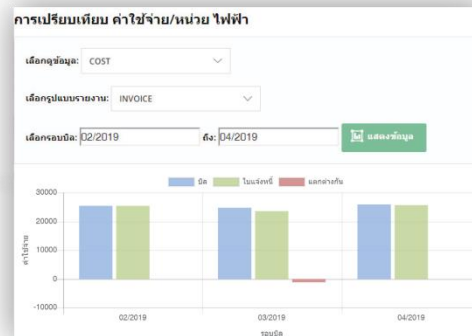 การเปรียบเทียบ ค่าใช้จ่าย/หน่วย ไฟฟ้า
เลือกดูข้อมูล: COST
เลือกรูปแบบรายงาน: INVOICE
เลือกรอบบิล: 02/2019 ถึง: 04/2019 แสดงข้อมูล
บิล ใบแจ้งหนี้ แตกต่างกัน
30000
20000
10000
0
-10000
ค่าใช้จ่าย
02/2019 03/2019 04/2019
รอบบิล